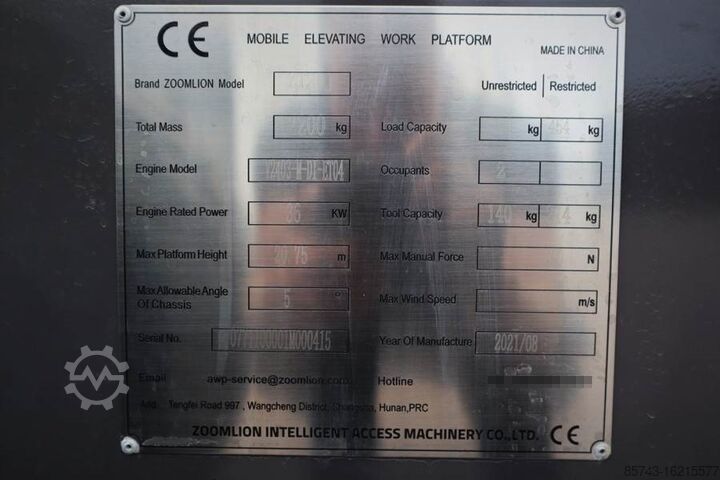 CE MOBILE ELEVATING WORK PLATFORM
MADE IN CHINA
Brand ZOOMLION Model
Unrestricted Restricted
Total Mass kg
Load Capacity kg 454 kg
Engine Model
Occupants 2
Engine Rated Power 36 KW
Tool Capacity 140 kg kg
Max Platform Height 20.75 m
Max Manual Force N
Max Allowable Angle Of Chassis 5 °
Max Wind Speed m/s
Serial No.
Year Of Manufacture 2021/08
Email awp-service@zoomlion.com
Hotline
Add: Tengfei Road 997 , Wangcheng District, Changsha, Hunan,PRC
ZOOMLION INTELLIGENT ACCESS MACHINERY CO.,LTD. CE
85743-16215577